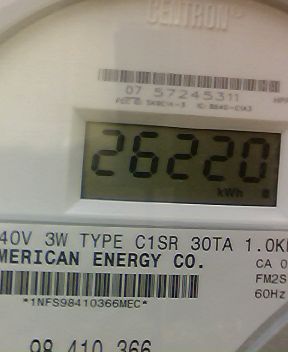 CENTRON
07 57245311
26220
kWh
40V 3W TYPE C1SR 30TA 1.0K
MERICAN ENERGY CO.
CA 0
FM2S
60Hz
*1NFS98410366MEC*
98 410 366